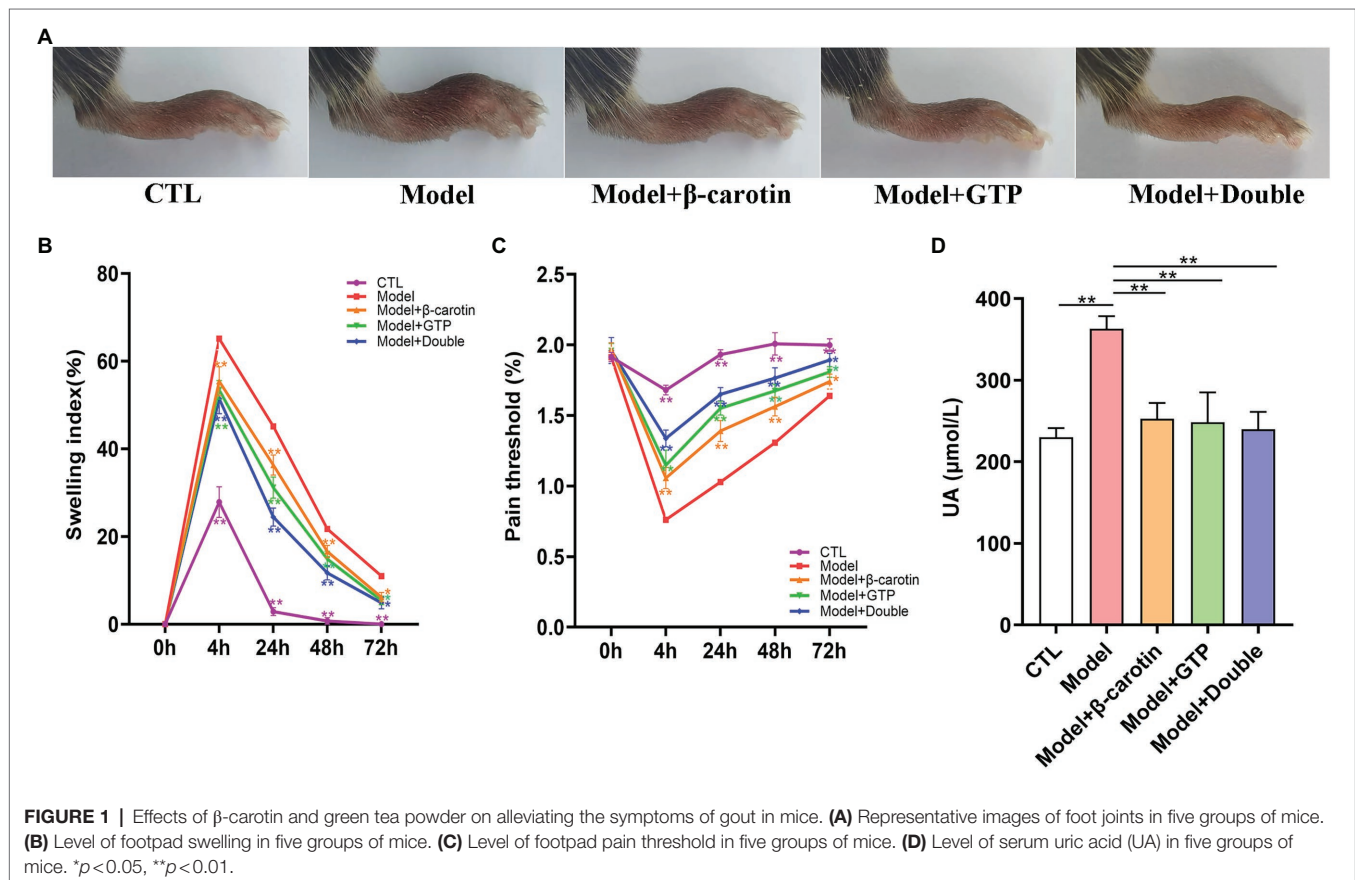 A
CTL
Model
Model+β-carotin
Model+GTP
Model+Double
B
Swelling index(%)
80
60
40
20
0
0h
4h
24h
48h
72h
CTL
Model
Model+β-carotin
Model+GTP
Model+Double
**
**
**
**
**
**
**
**
**
**
**
**
*
*
*
**
C
Pain threshold (%)
2.5
2.0
1.5
1.0
0.5
0.0
0h
4h
24h
48h
72h
CTL
Model
Model+β-carotin
Model+GTP
Model+Double
**
**
**
**
**
**
**
**
**
**
**
**
**
*
*
*
D
UA (μmol/L)
400
300
200
100
0
CTL
Model
Model+β-carotin
Model+GTP
Model+Double
**
**
**
**
FIGURE 1 | Effects of β-carotin and green tea powder on alleviating the symptoms of gout in mice. (A) Representative images of foot joints in five groups of mice.
(B) Level of footpad swelling in five groups of mice. (C) Level of footpad pain threshold in five groups of mice. (D) Level of serum uric acid (UA) in five groups of
mice. *p<0.05, **p<0.01.